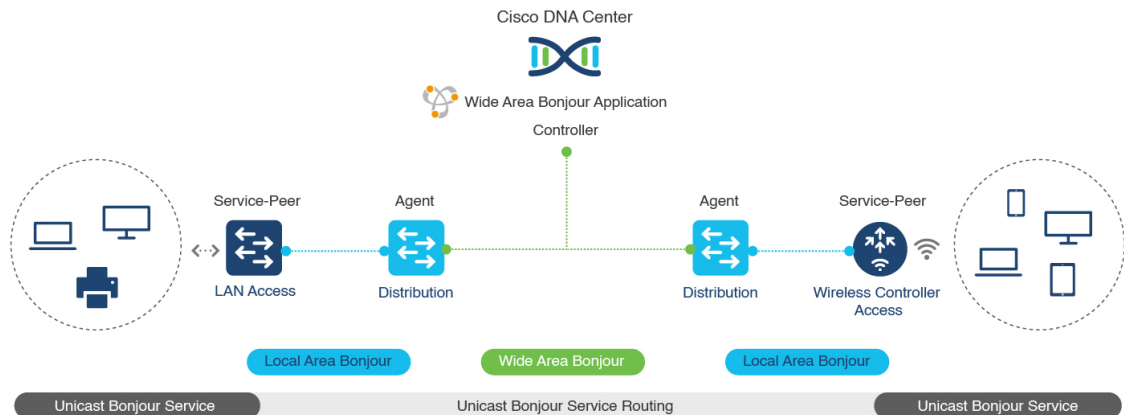 Cisco DNA Center
Wide Area Bonjour Application
Controller
Service-Peer
Agent
Agent
Service-Peer
LAN Access
Distribution
Distribution
Wireless Controller
Access
Local Area Bonjour
Wide Area Bonjour
Local Area Bonjour
Unicast Bonjour Service
Unicast Bonjour Service Routing
Unicast Bonjour Service